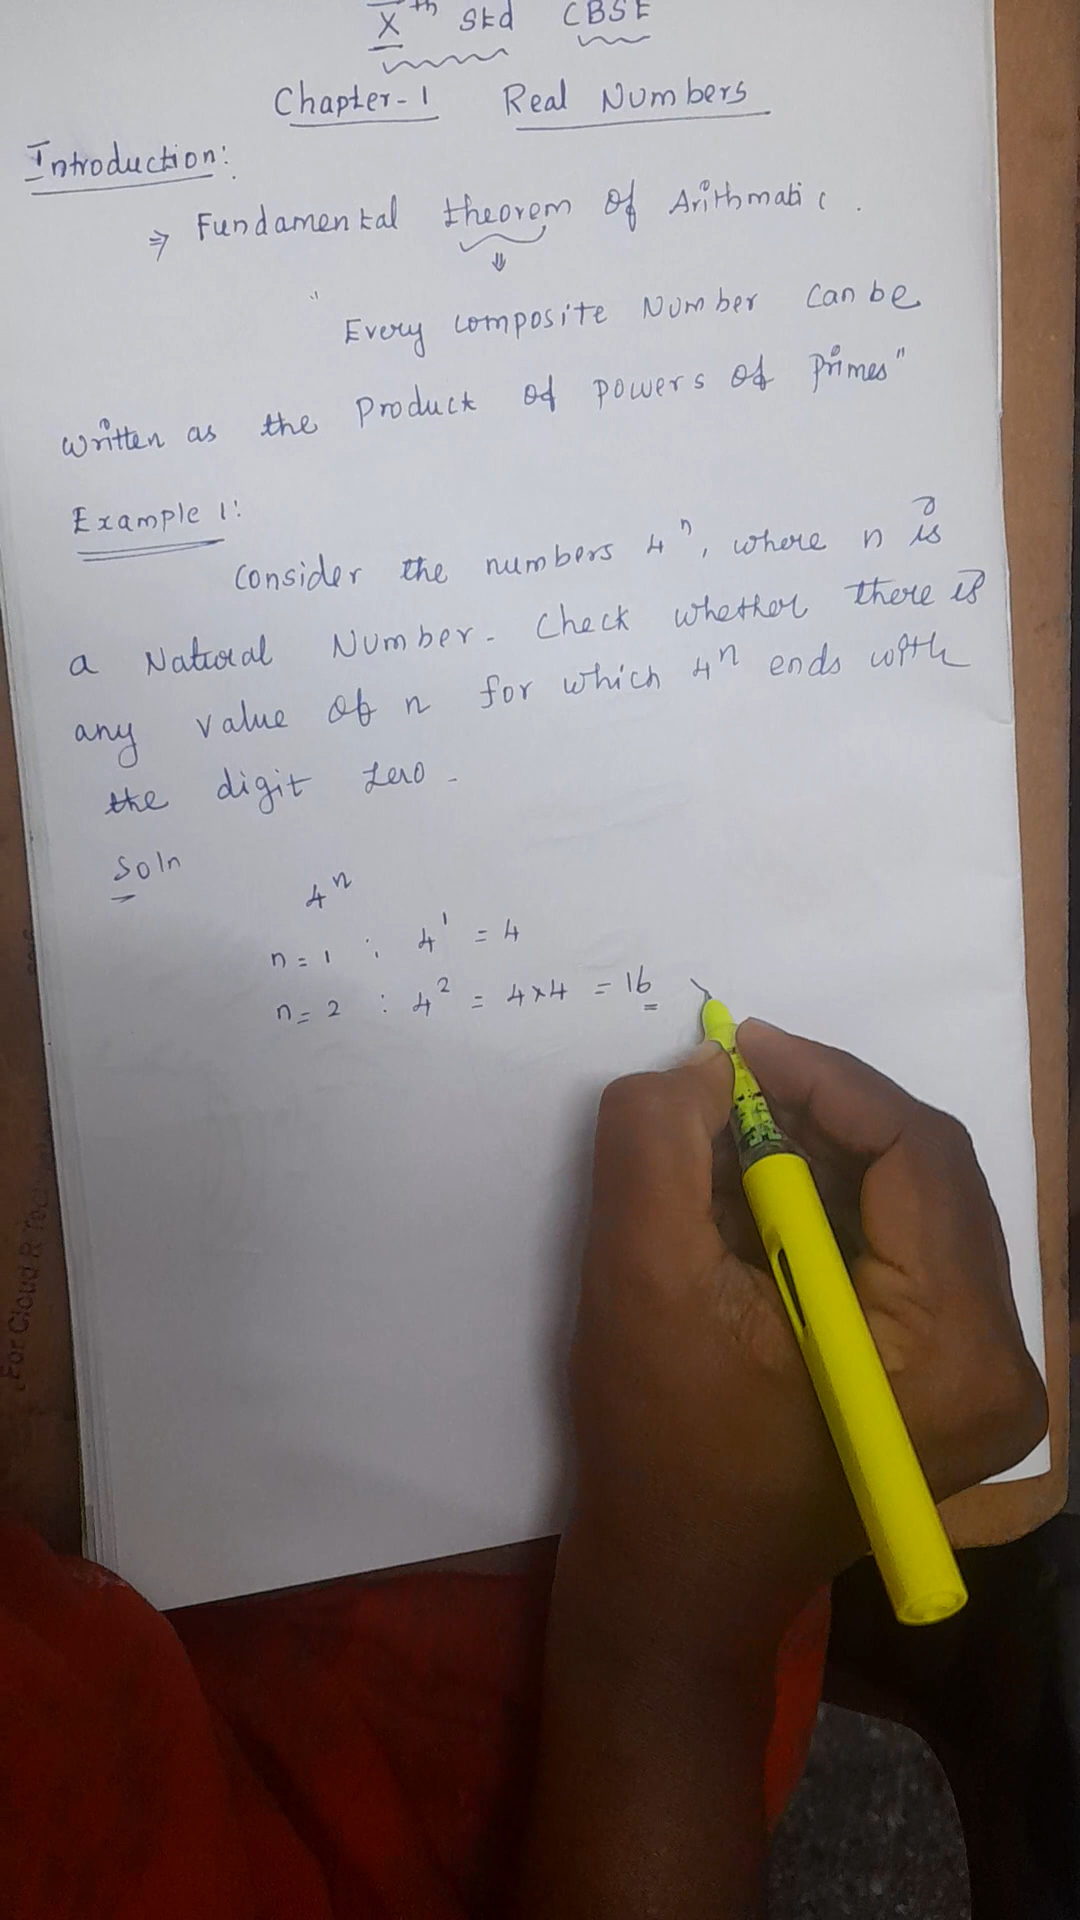 Xth Std CBSE
Chapter-1 Real Numbers
Introduction:
⇒ Fundamental theorem of Arithmatic.
⇓
"Every composite Number can be
written as the product of powers of primes"
Example 1:
Consider the numbers 4ⁿ, where n is
a Natural Number. Check whether there is
any value of n for which 4ⁿ ends with
the digit zero.
Soln
4ⁿ
n=1 : 4¹ = 4
n=2 : 4² = 4×4 = 16
For Cloud R